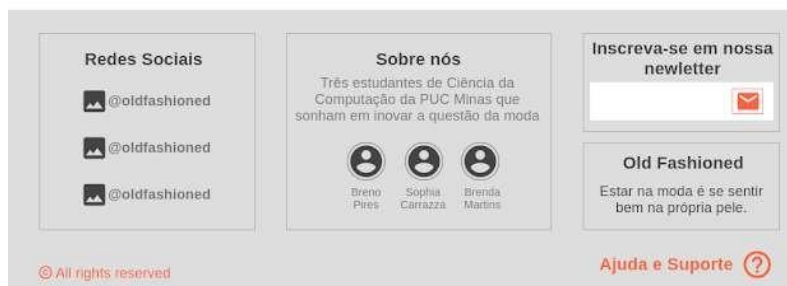 Redes Sociais
@oldfashioned
@oldfashioned
@oldfashioned
Sobre nós
Três estudantes de Ciência da
Computação da PUC Minas que
sonham em inovar a questão da moda
Breno
Pires
Sophia
Carrazza
Brenda
Martins
Inscreva-se em nossa
newletter
Old Fashioned
Estar na moda é se sentir
bem na própria pele.
© All rights reserved
Ajuda e Suporte ?